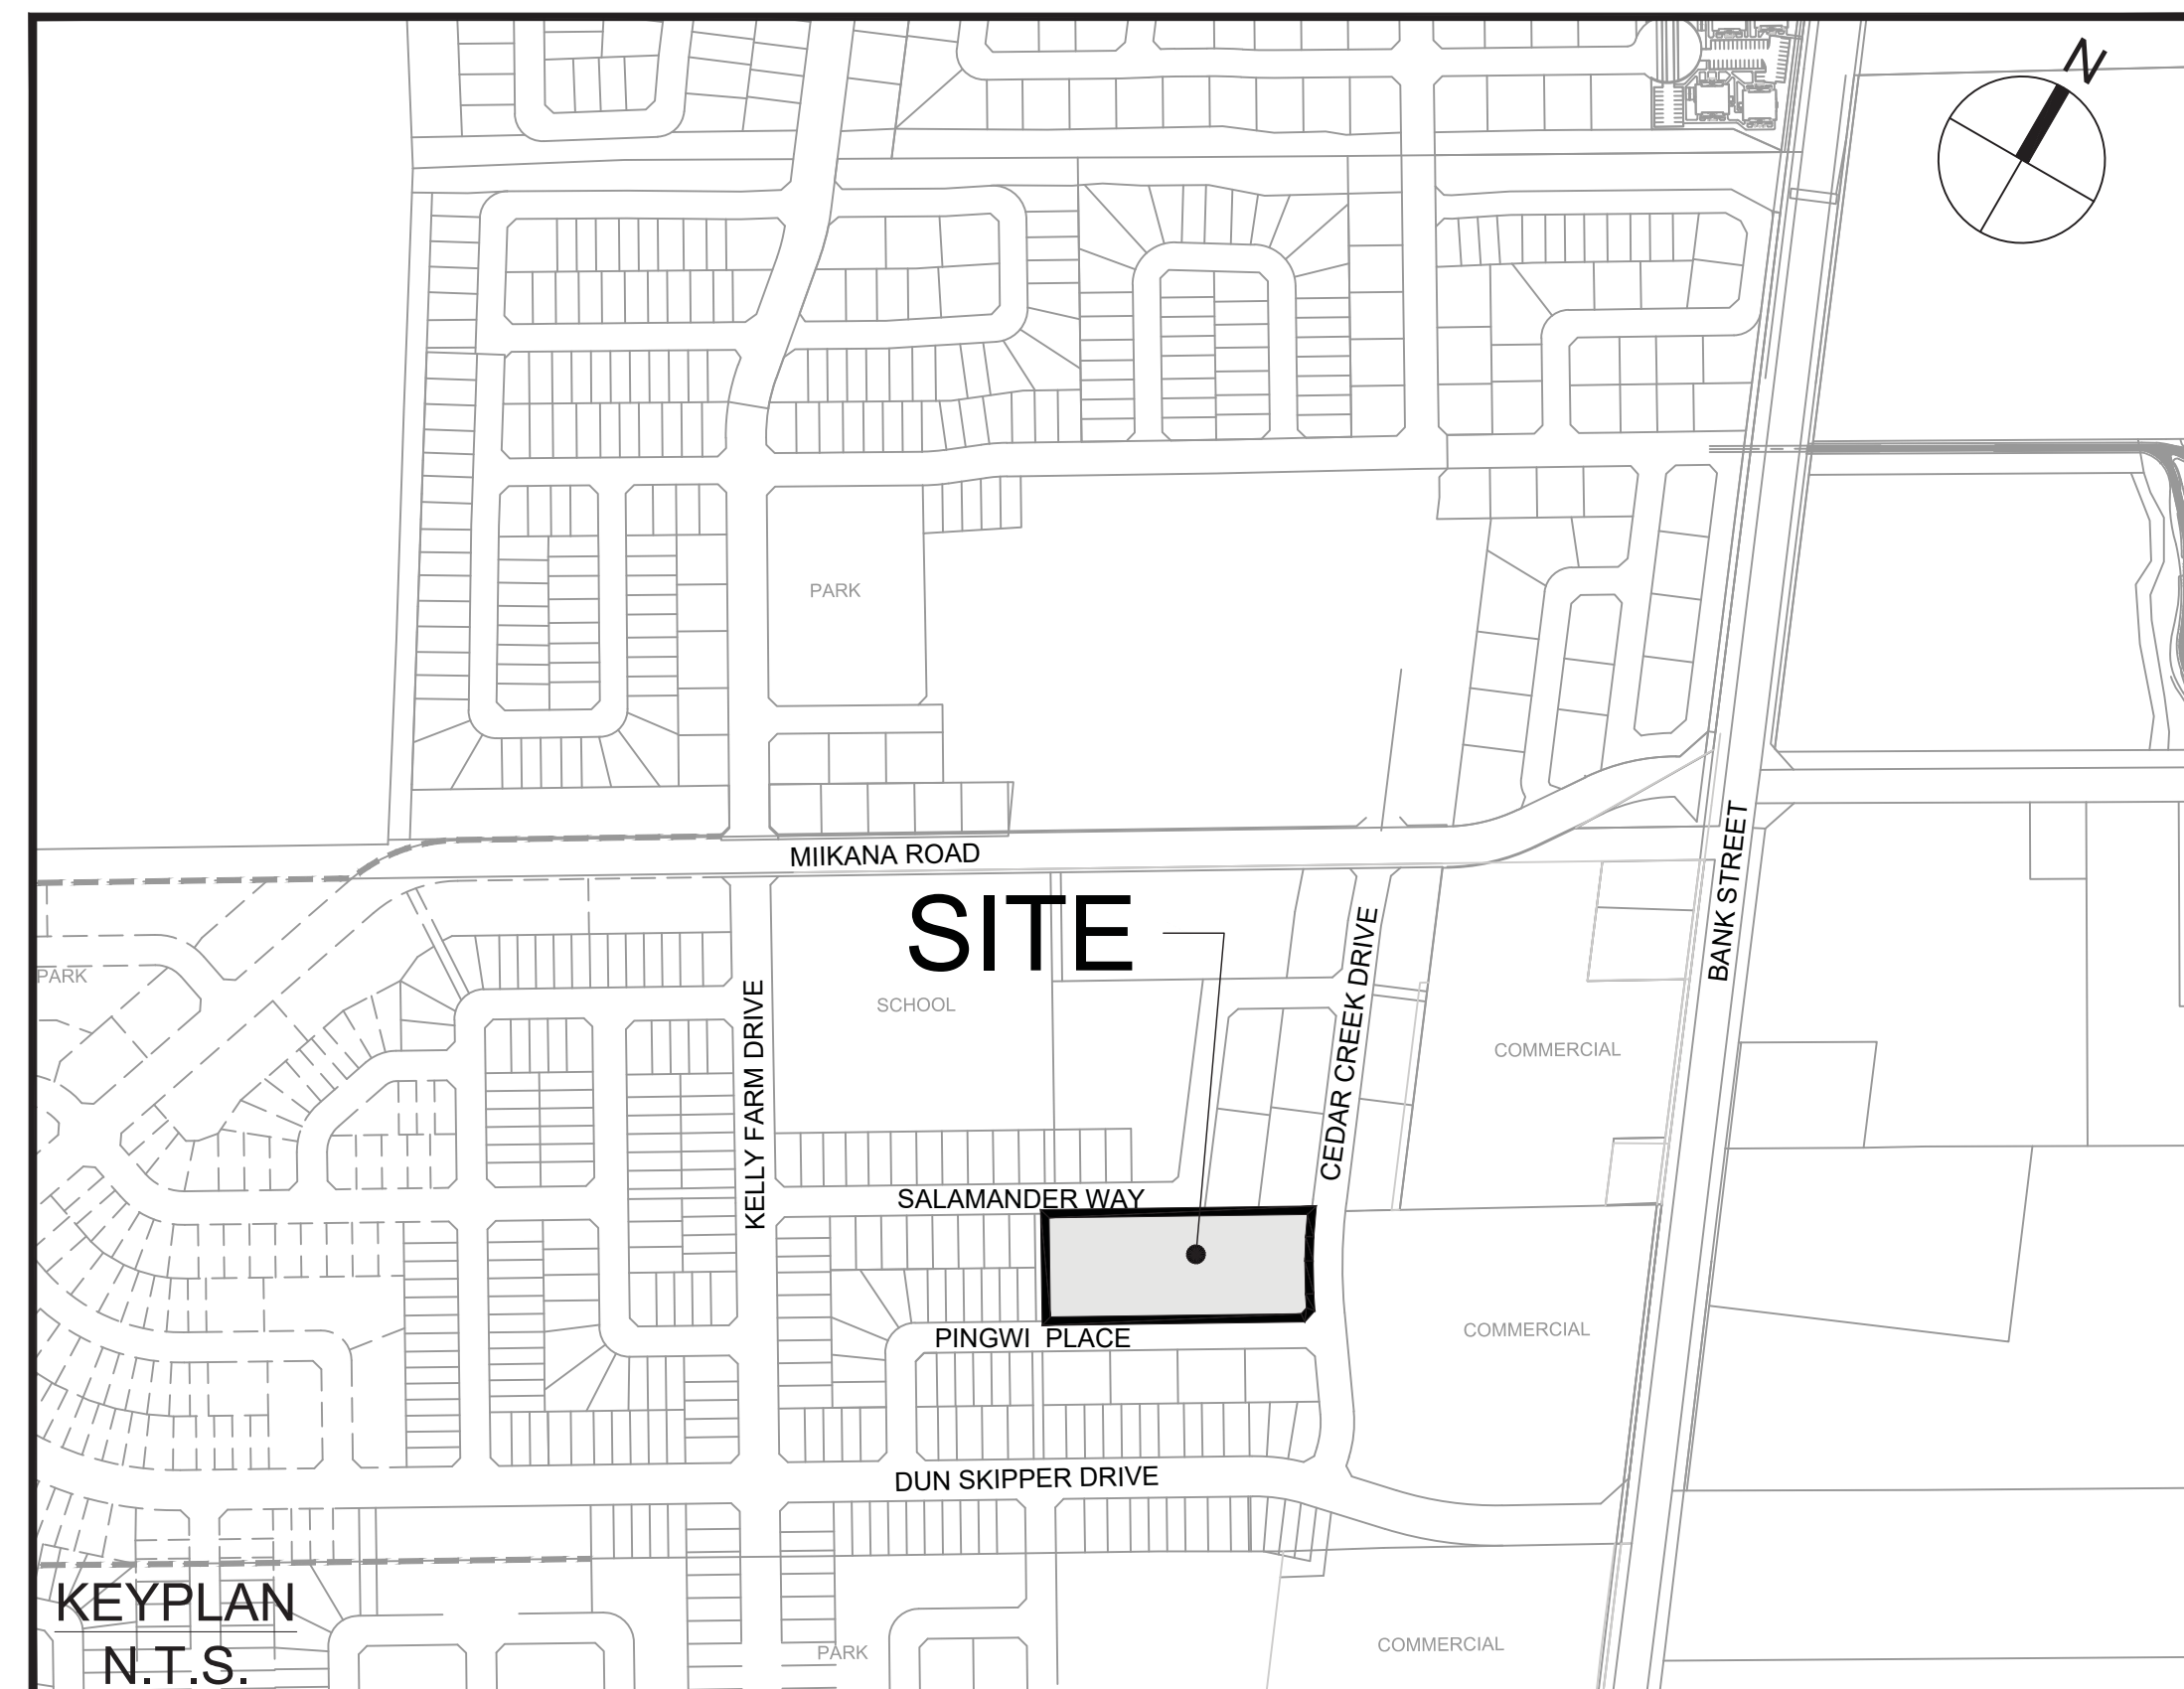 N
PARK
MIIKANA ROAD
SITE
BANK STREET
CEDAR CREEK DRIVE
PARK
KELLY FARM DRIVE
SCHOOL
COMMERCIAL
SALAMANDER WAY
PINGWI PLACE
COMMERCIAL
DUN SKIPPER DRIVE
KEYPLAN
N.T.S.
PARK
COMMERCIAL